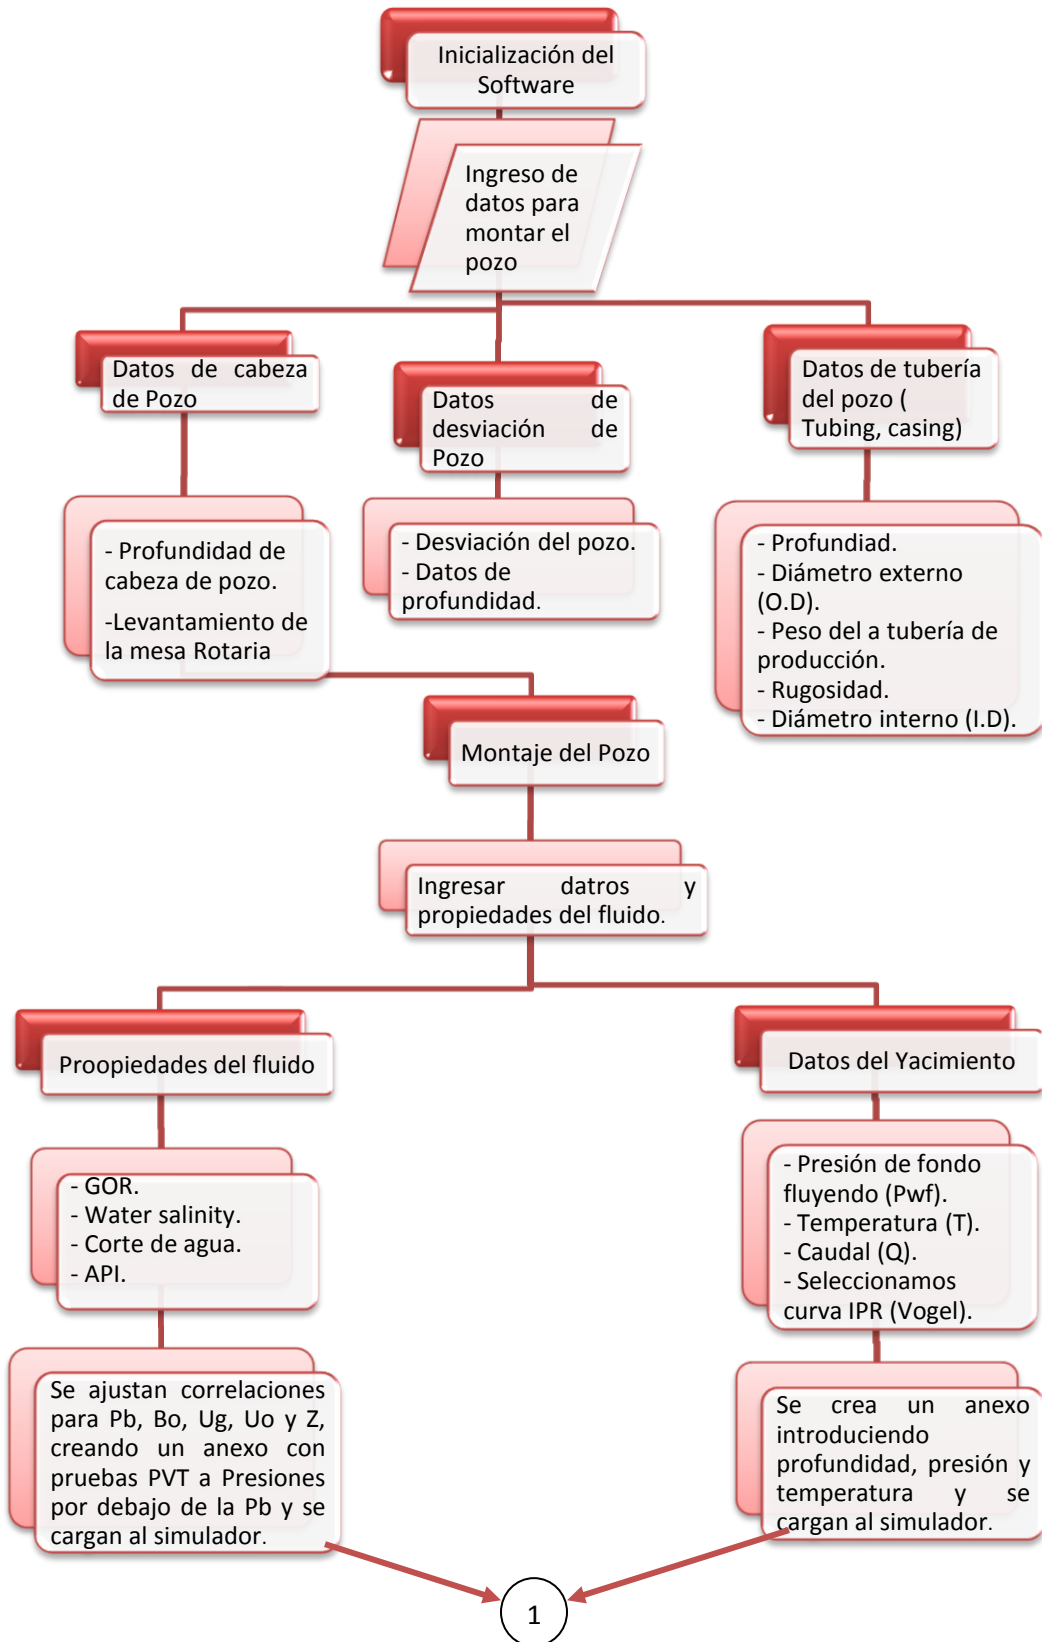 Inicialización del
Software
Ingreso de
datos para
montar el
pozo
Datos de cabeza
de Pozo
Datos de
desviación de
Pozo
Datos de tubería
del pozo (
Tubing, casing)
- Profundidad de
cabeza de pozo.
-Levantamiento de
la mesa Rotaria
- Desviación del pozo.
- Datos de
profundidad.
- Profundiad.
- Diámetro externo
(O.D).
- Peso del a tubería de
producción.
- Rugosidad.
- Diámetro interno (I.D).
Montaje del Pozo
Ingresar datros y
propiedades del fluido.
Proopiedades del fluido
Datos del Yacimiento
- GOR.
- Water salinity.
- Corte de agua.
- API.
- Presión de fondo
fluyendo (Pwf).
- Temperatura (T).
- Caudal (Q).
- Seleccionamos
curva IPR (Vogel).
Se ajustan correlaciones
para Pb, Bo, Ug, Uo y Z,
creando un anexo con
pruebas PVT a Presiones
por debajo de la Pb y se
cargan al simulador.
Se crea un anexo
introduciendo
profundidad, presión y
temperatura y se
cargan al simulador.
1